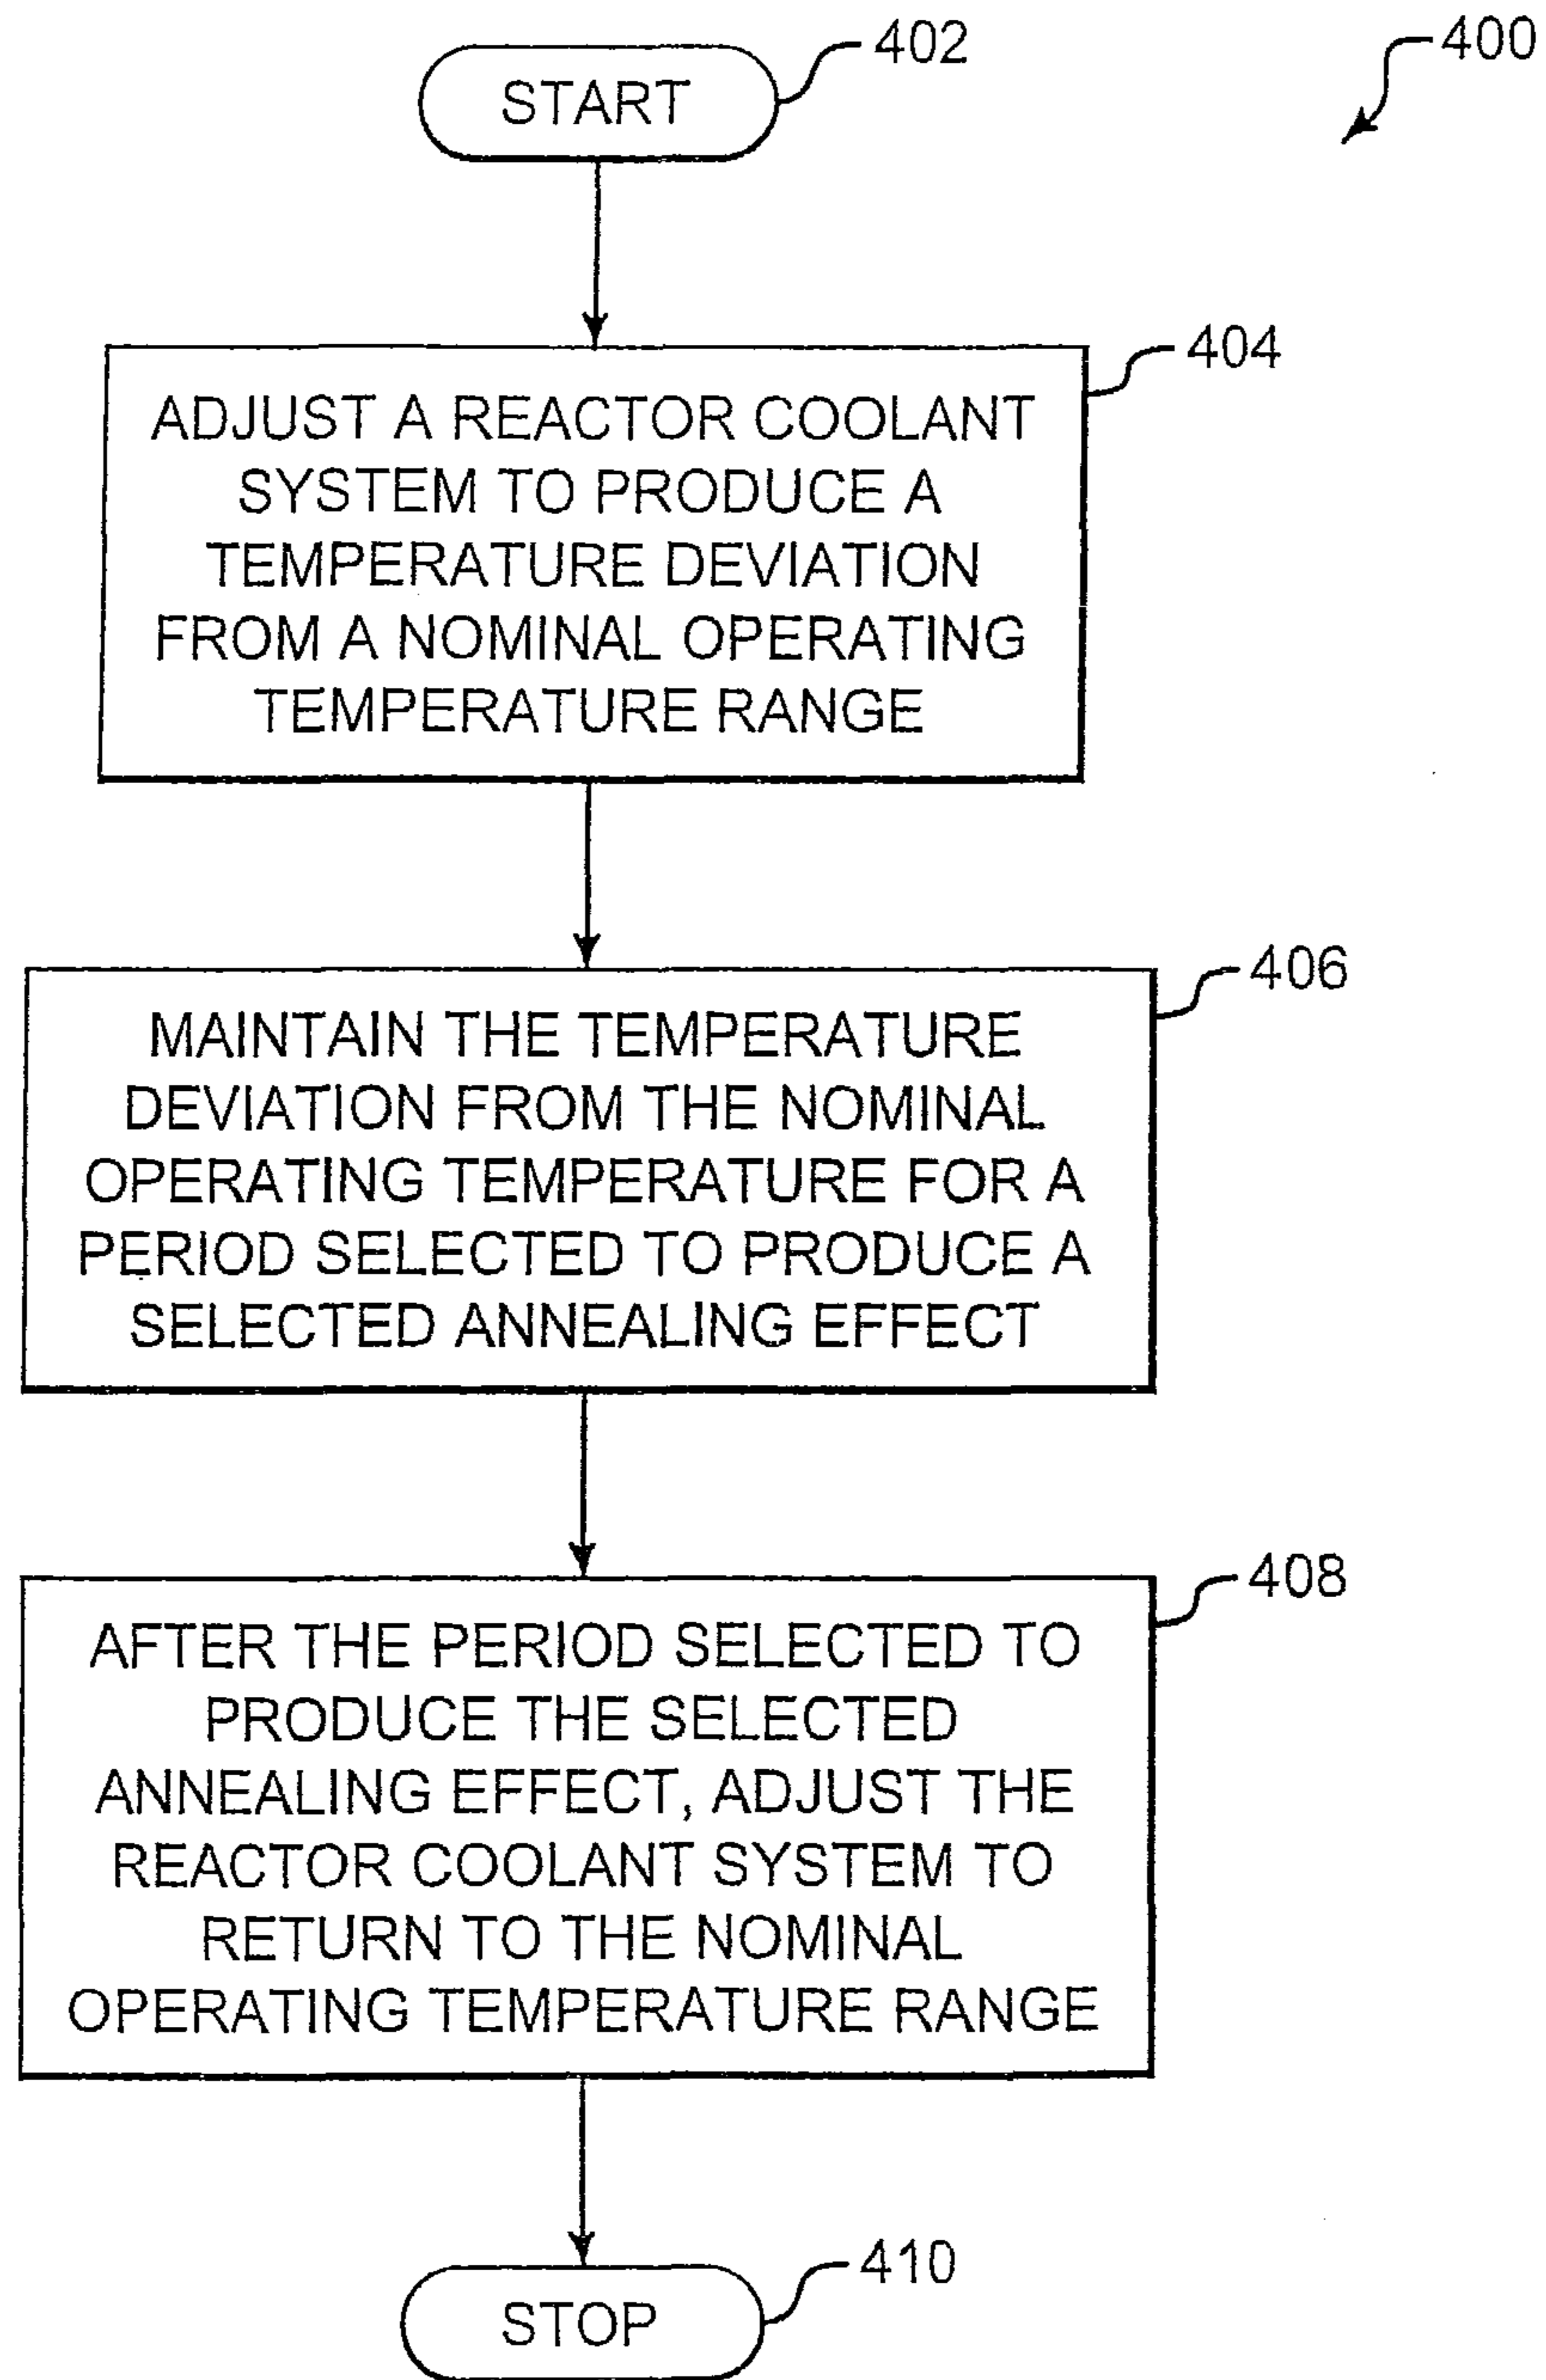 402
400
START
404
ADJUST A REACTOR COOLANT
SYSTEM TO PRODUCE A
TEMPERATURE DEVIATION
FROM A NOMINAL OPERATING
TEMPERATURE RANGE
406
MAINTAIN THE TEMPERATURE
DEVIATION FROM THE NOMINAL
OPERATING TEMPERATURE FOR A
PERIOD SELECTED TO PRODUCE A
SELECTED ANNEALING EFFECT
408
AFTER THE PERIOD SELECTED TO
PRODUCE THE SELECTED
ANNEALING EFFECT, ADJUST THE
REACTOR COOLANT SYSTEM TO
RETURN TO THE NOMINAL
OPERATING TEMPERATURE RANGE
410
STOP